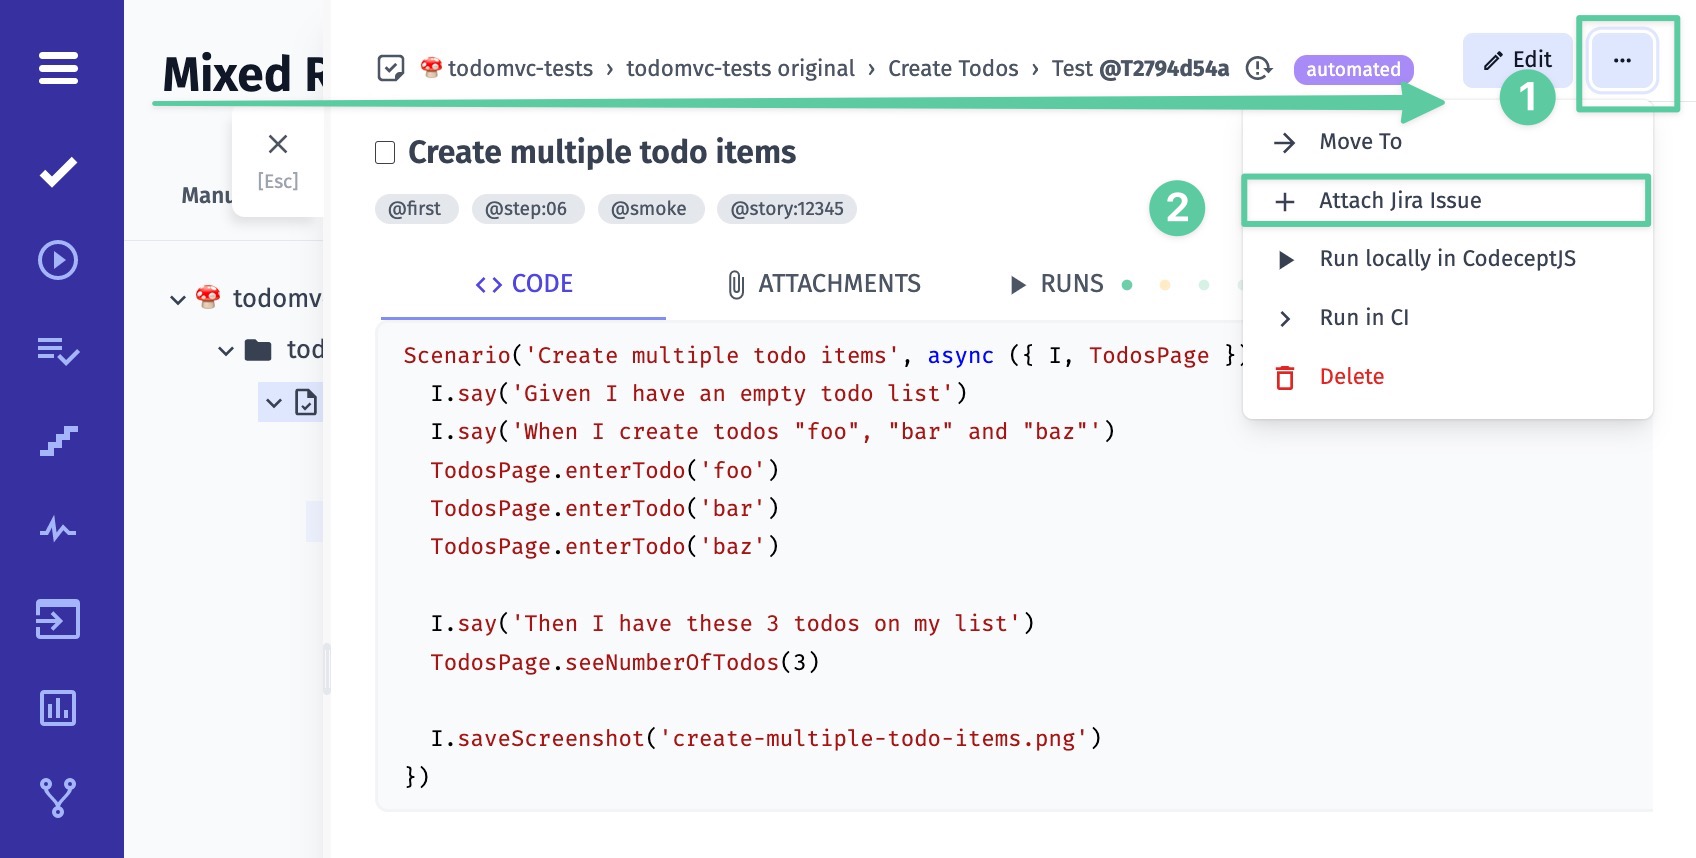 Mixed R
todomvc-tests › todomvc-tests original › Create Todos › Test @T2794d54a
automated
Edit
...
1
[Esc]
Manu
todomv
tod
Create multiple todo items
@first @step:06 @smoke @story:12345
2
Move To
Attach Jira Issue
Run locally in CodeceptJS
Run in CI
Delete
<> CODE
ATTACHMENTS
RUNS
Scenario('Create multiple todo items', async ({ I, TodosPage })
I.say('Given I have an empty todo list')
I.say('When I create todos "foo", "bar" and "baz"')
TodosPage.enterTodo('foo')
TodosPage.enterTodo('bar')
TodosPage.enterTodo('baz')
I.say('Then I have these 3 todos on my list')
TodosPage.seeNumberOfTodos(3)
I.saveScreenshot('create-multiple-todo-items.png')
})